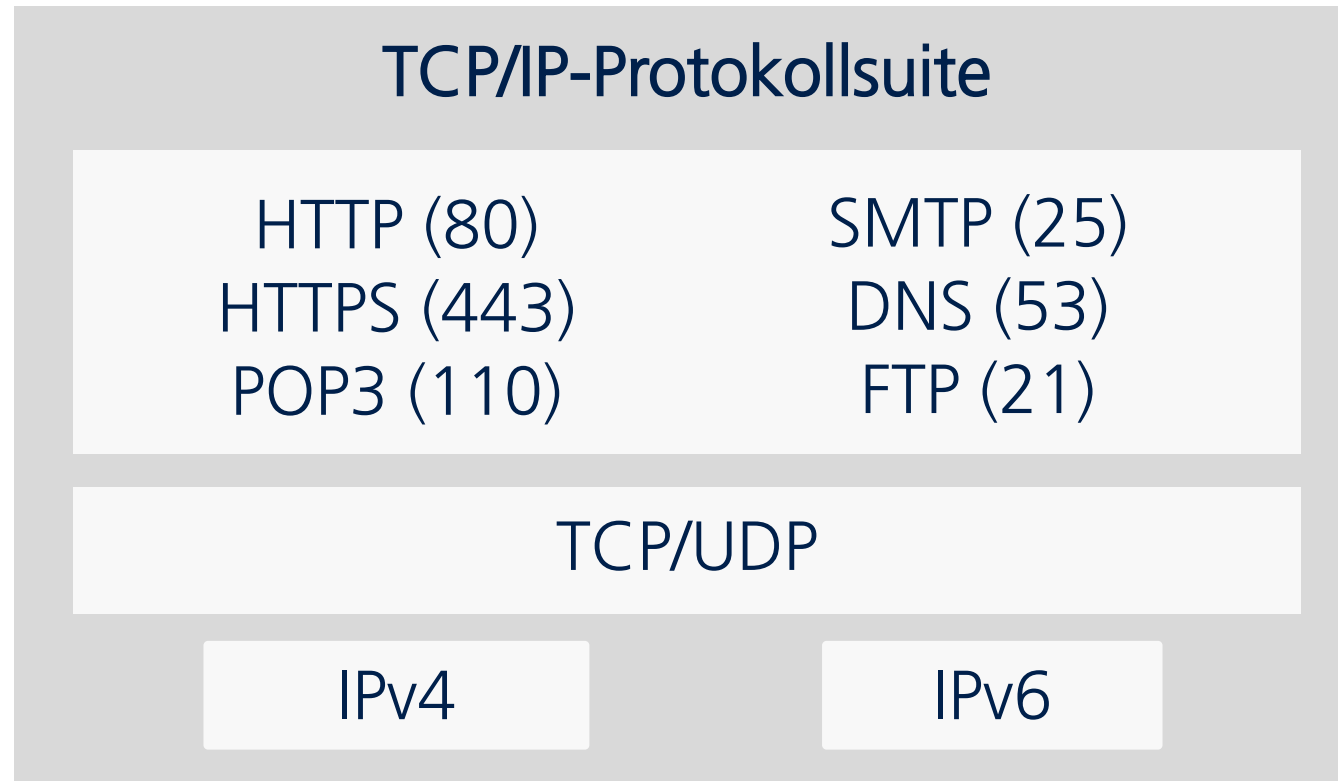 TCP/IP-Protokollsuite
HTTP (80)
HTTPS (443)
POP3 (110)
SMTP (25)
DNS (53)
FTP (21)
TCP/UDP
IPv4
IPv6